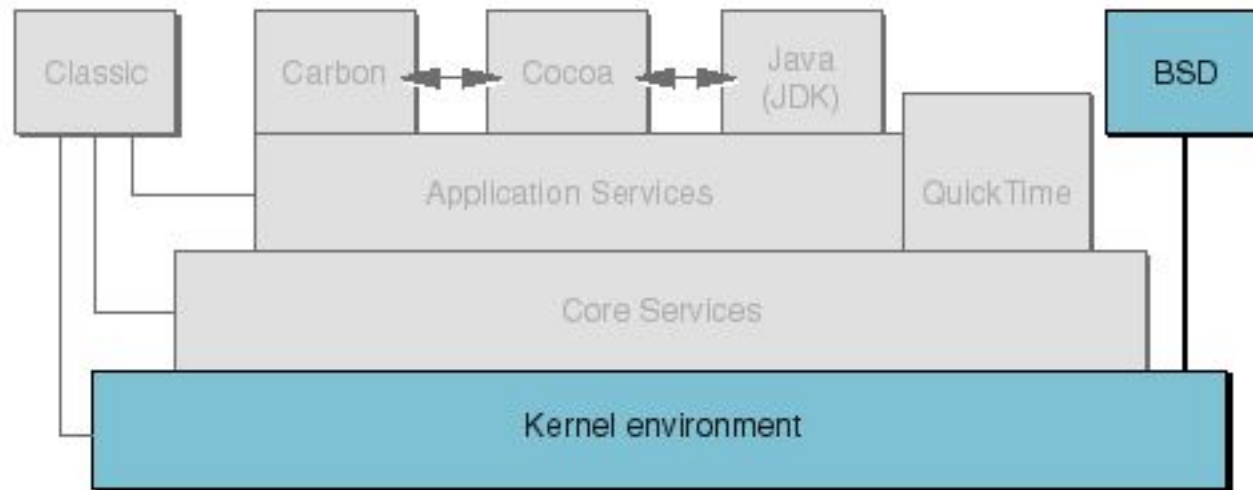 Classic
Carbon
Cocoa
Java
(JDK)
BSD
Application Services
QuickTime
Core Services
Kernel environment